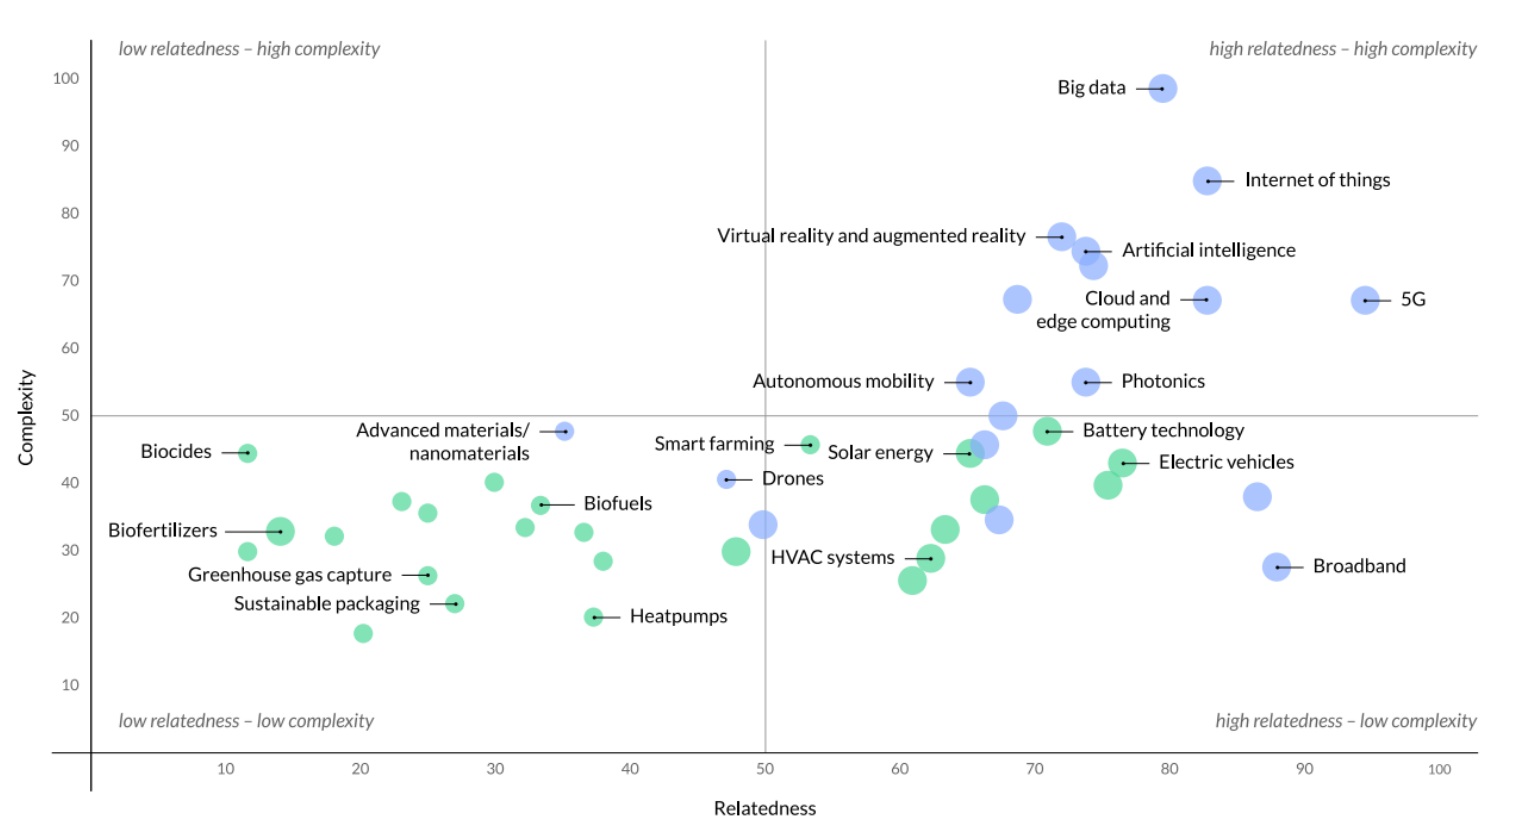 low relatedness – high complexity
high relatedness – high complexity
100
Big data
90
Internet of things
80
Virtual reality and augmented reality
Artificial intelligence
70
Cloud and
edge computing
5G
60
Autonomous mobility
Photonics
50
Complexity
Advanced materials/
nanomaterials
Battery technology
Biocides
Smart farming
Solar energy
Electric vehicles
40
Drones
Biofuels
Biofertilizers
30
HVAC systems
Broadband
Greenhouse gas capture
Sustainable packaging
20
Heatpumps
10
low relatedness – low complexity
high relatedness – low complexity
10
20
30
40
50
60
70
80
90
100
Relatedness